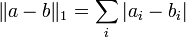 ‖a − b‖₁ = ∑ᵢ |aᵢ − bᵢ|